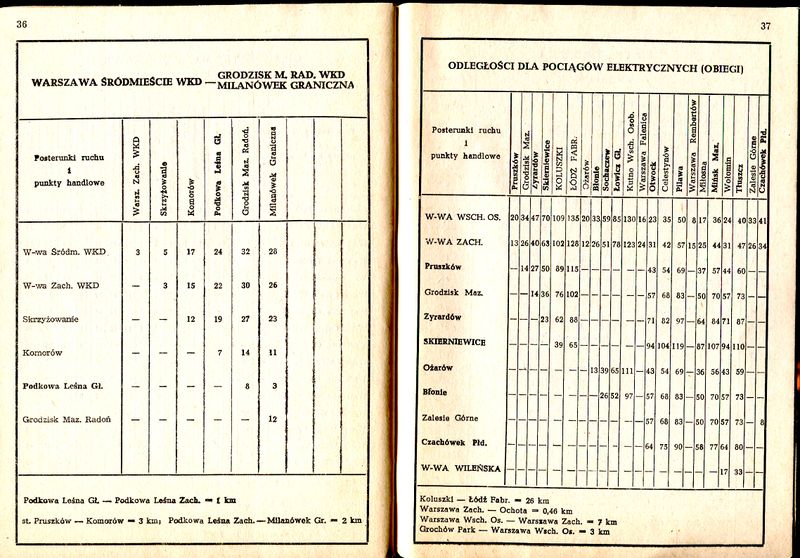 36
WARSZAWA ŚRÓDMIEŚCIE WKD — GRODZISK M. RAD. WKD
MILANÓWEK GRANICZNA
Posterunki ruchu
i
punkty handlowe
Warsz. Zach. WKD
Skrzyżowanie
Komorów
Podkowa Leśna Gł.
Grodzisk Maz. Radoń.
Milanówek Graniczna
W-wa Śródm. WKD 3 5 17 24 32 28
W-wa Zach. WKD — 3 15 22 30 26
Skrzyżowanie — — 12 19 27 23
Komorów — — — 7 14 11
Podkowa Leśna Gł. — — — — 8 3
Grodzisk Maz. Radoń — — — — — 12
Podkowa Leśna Gł. — Podkowa Leśna Zach. = 1 km
st. Pruszków — Komorów = 3 km; Podkowa Leśna Zach. — Milanówek Gr. = 2 km
37
ODLEGŁOŚCI DLA POCIĄGÓW ELEKTRYCZNYCH (OBIEGI)
Posterunki ruchu
i
punkty handlowe
Pruszków
Grodzisk Maz.
Żyrardów
Skierniewice
KOLUSZKI
ŁÓDŹ FABR.
Ożarów
Błonie
Sochaczew
Łowicz Gł.
Kutno Wsch. Osob.
Warszawa Falenica
Otwock
Celestynów
Pilawa
Warszawa Rembertów
Miłosna
Mińsk Maz.
Wołomin
Tłuszcz
Zalesie Górne
Czachówek Płd.
W-WA WSCH. OS. 20 34 47 70 109 135 20 33 59 85 130 16 23 35 50 8 17 36 24 40 33 41
W-WA ZACH. 13 26 40 63 102 128 12 26 51 78 123 24 31 42 57 15 25 44 31 47 26 34
Pruszków — 14 27 50 89 115 — — — — — — 43 54 69 — 37 57 44 60 — —
Grodzisk Maz. — — 14 36 76 102 — — — — — — 57 68 83 — 50 70 57 73 — —
Żyrardów — — — 23 62 88 — — — — — — 71 82 97 — 64 84 71 87 — —
SKIERNIEWICE — — — — 39 65 — — — — — — 94 104 119 — 87 107 94 110 — —
Ożarów — — — — — — — 13 39 65 111 — 43 54 69 — 36 56 43 59 — —
Błonie — — — — — — — — 26 52 97 — 57 68 83 — 50 70 57 73 — —
Zalesie Górne — — — — — — — — — — — — 57 68 83 — 50 70 57 73 — 8
Czachówek Płd. — — — — — — — — — — — — 64 75 90 — 58 77 64 80 — —
W-WA WILEŃSKA — — — — — — — — — — — — — — — — — — 17 33 — —
Koluszki — Łódź Fabr. = 26 km
Warszawa Zach. — Ochota = 0,46 km
Warszawa Wsch. Os. — Warszawa Zach. = 7 km
Grochów Park — Warszawa Wsch. Os. = 3 km